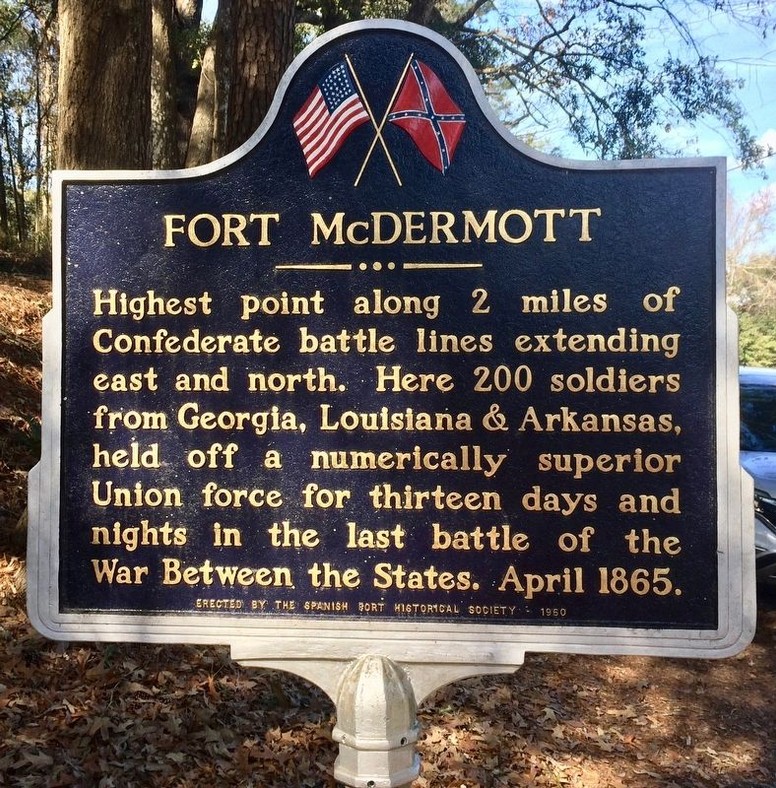 FORT McDERMOTT
Highest point along 2 miles of
Confederate battle lines extending
east and north. Here 200 soldiers
from Georgia, Louisiana & Arkansas,
held off a numerically superior
Union force for thirteen days and
nights in the last battle of the
War Between the States. April 1865.
ERECTED BY THE SPANISH FORT HISTORICAL SOCIETY - 1960